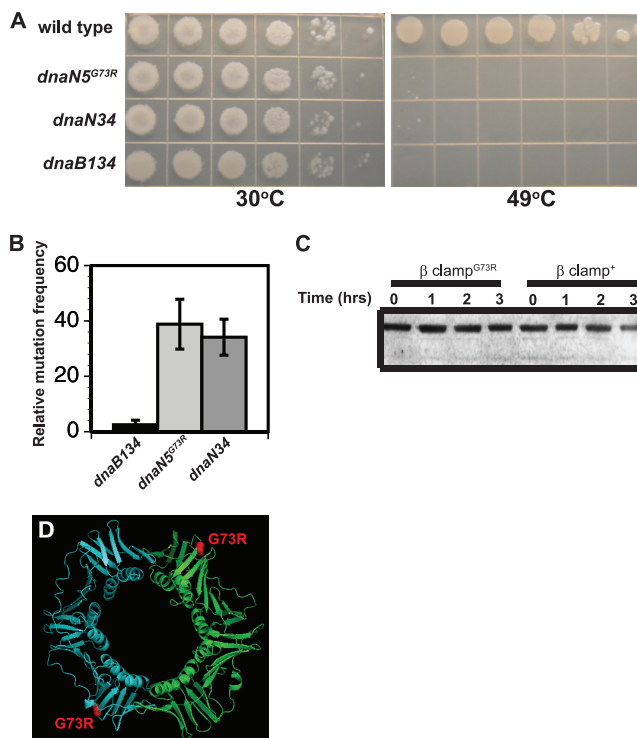 A
wild type
dnaN5G73R
dnaN34
dnaB134
30°C
49°C
B
Relative mutation frequency
60
40
20
0
dnaB134
dnaN5G73R
dnaN34
C
β clampG73R
β clamp+
Time (hrs)
0 1 2 3 0 1 2 3
D
G73R
G73R